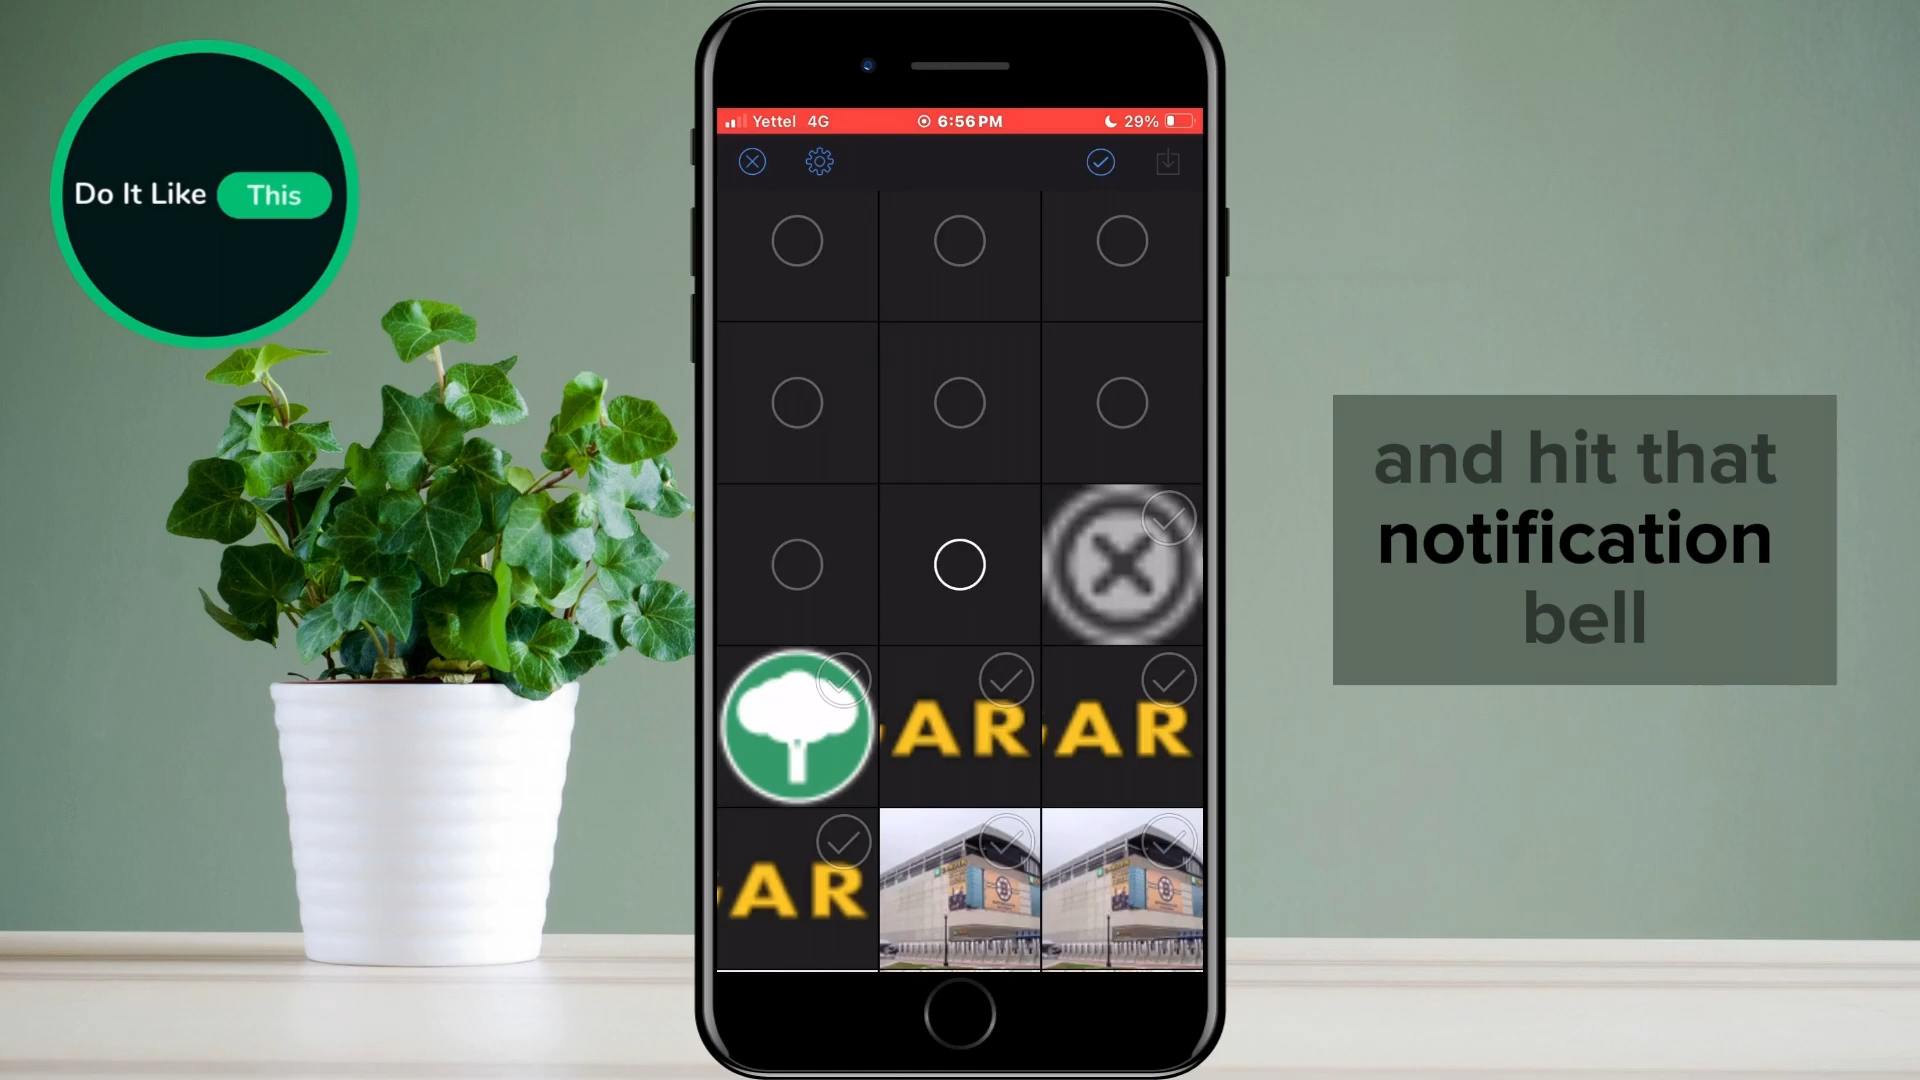 Do It Like This
Yettel 4G 6:56 PM 29%
AR AR
AR
and hit that
notification
bell